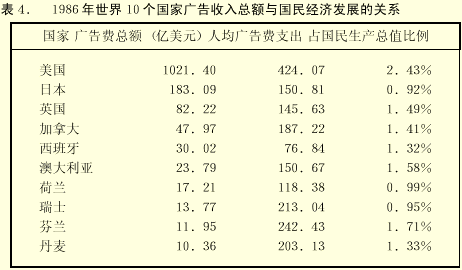 表 4． 1986 年世界 10 个国家广告收入总额与国民经济发展的关系
国家 广告费总额 (亿美元) 人均广告费支出 占国民生产总值比例
美国 1021．40 424．07 2．43%
日本 183．09 150．81 0．92%
英国 82．22 145．63 1．49%
加拿大 47．97 187．22 1．41%
西班牙 30．02 76．84 1．32%
澳大利亚 23．79 150．67 1．58%
荷兰 17．21 118．38 0．99%
瑞士 13．77 213．04 0．95%
芬兰 11．95 242．43 1．71%
丹麦 10．36 203．13 1．33%